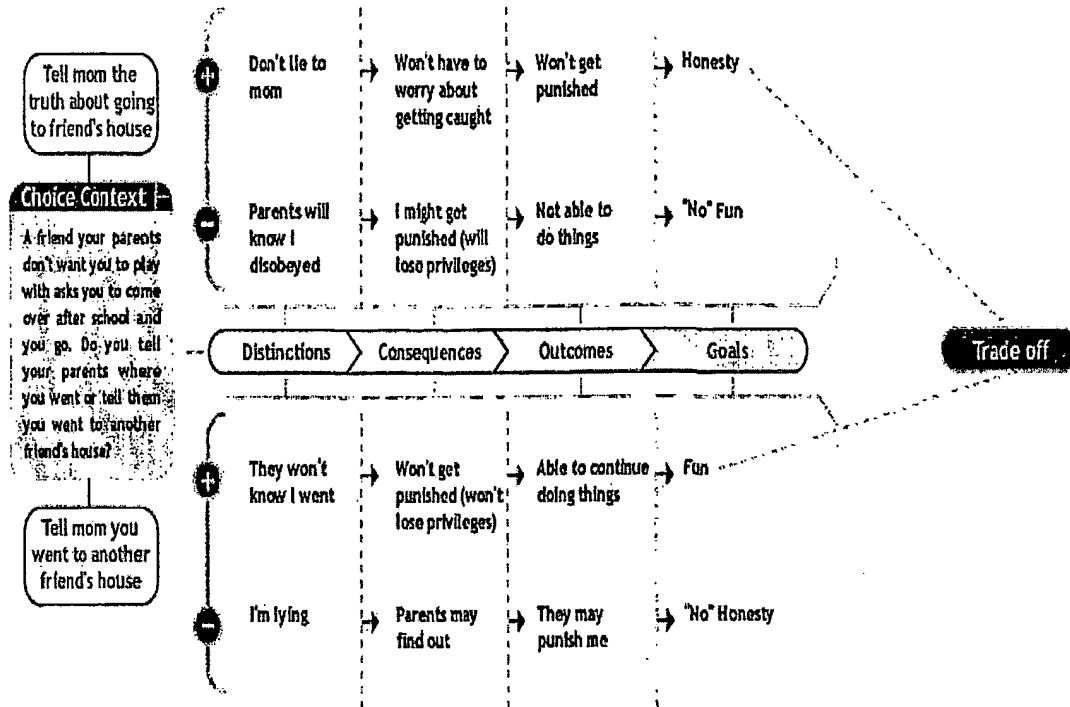 Tell mom the
truth about going
to friend's house
Choice Context
A friend your parents
don't want you to play
with asks you to come
over after school and
you go. Do you tell
your parents where
you went or tell them
you went to another
friend's house?
Tell mom you
went to another
friend's house
+
Don't lie to
mom
Won't have to
worry about
getting caught
Won't get
punished
Honesty
-
Parents will
know I
disobeyed
I might got
punished (will
lose privileges)
Not able to
do things
"No" Fun
Distinctions
Consequences
Outcomes
Goals
Trade off
+
They won't
know I went
Won't get
punished (won't
lose privileges)
Able to continue
doing things
Fun
-
I'm lying
Parents may
find out
They may
punish me
"No" Honesty